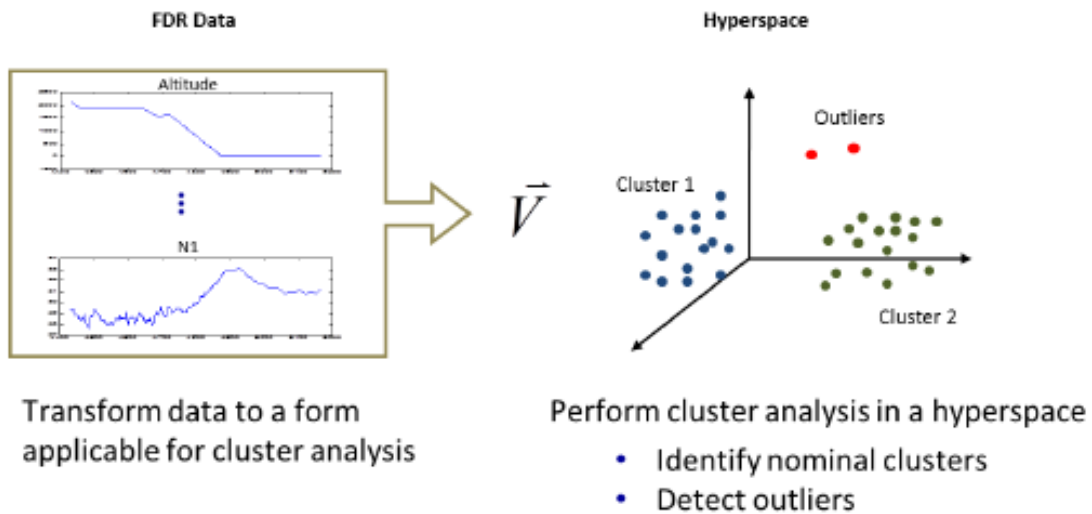 FDR Data
Hyperspace
Altitude
N1
V
Outliers
Cluster 1
Cluster 2
Transform data to a form
applicable for cluster analysis
Perform cluster analysis in a hyperspace
• Identify nominal clusters
• Detect outliers